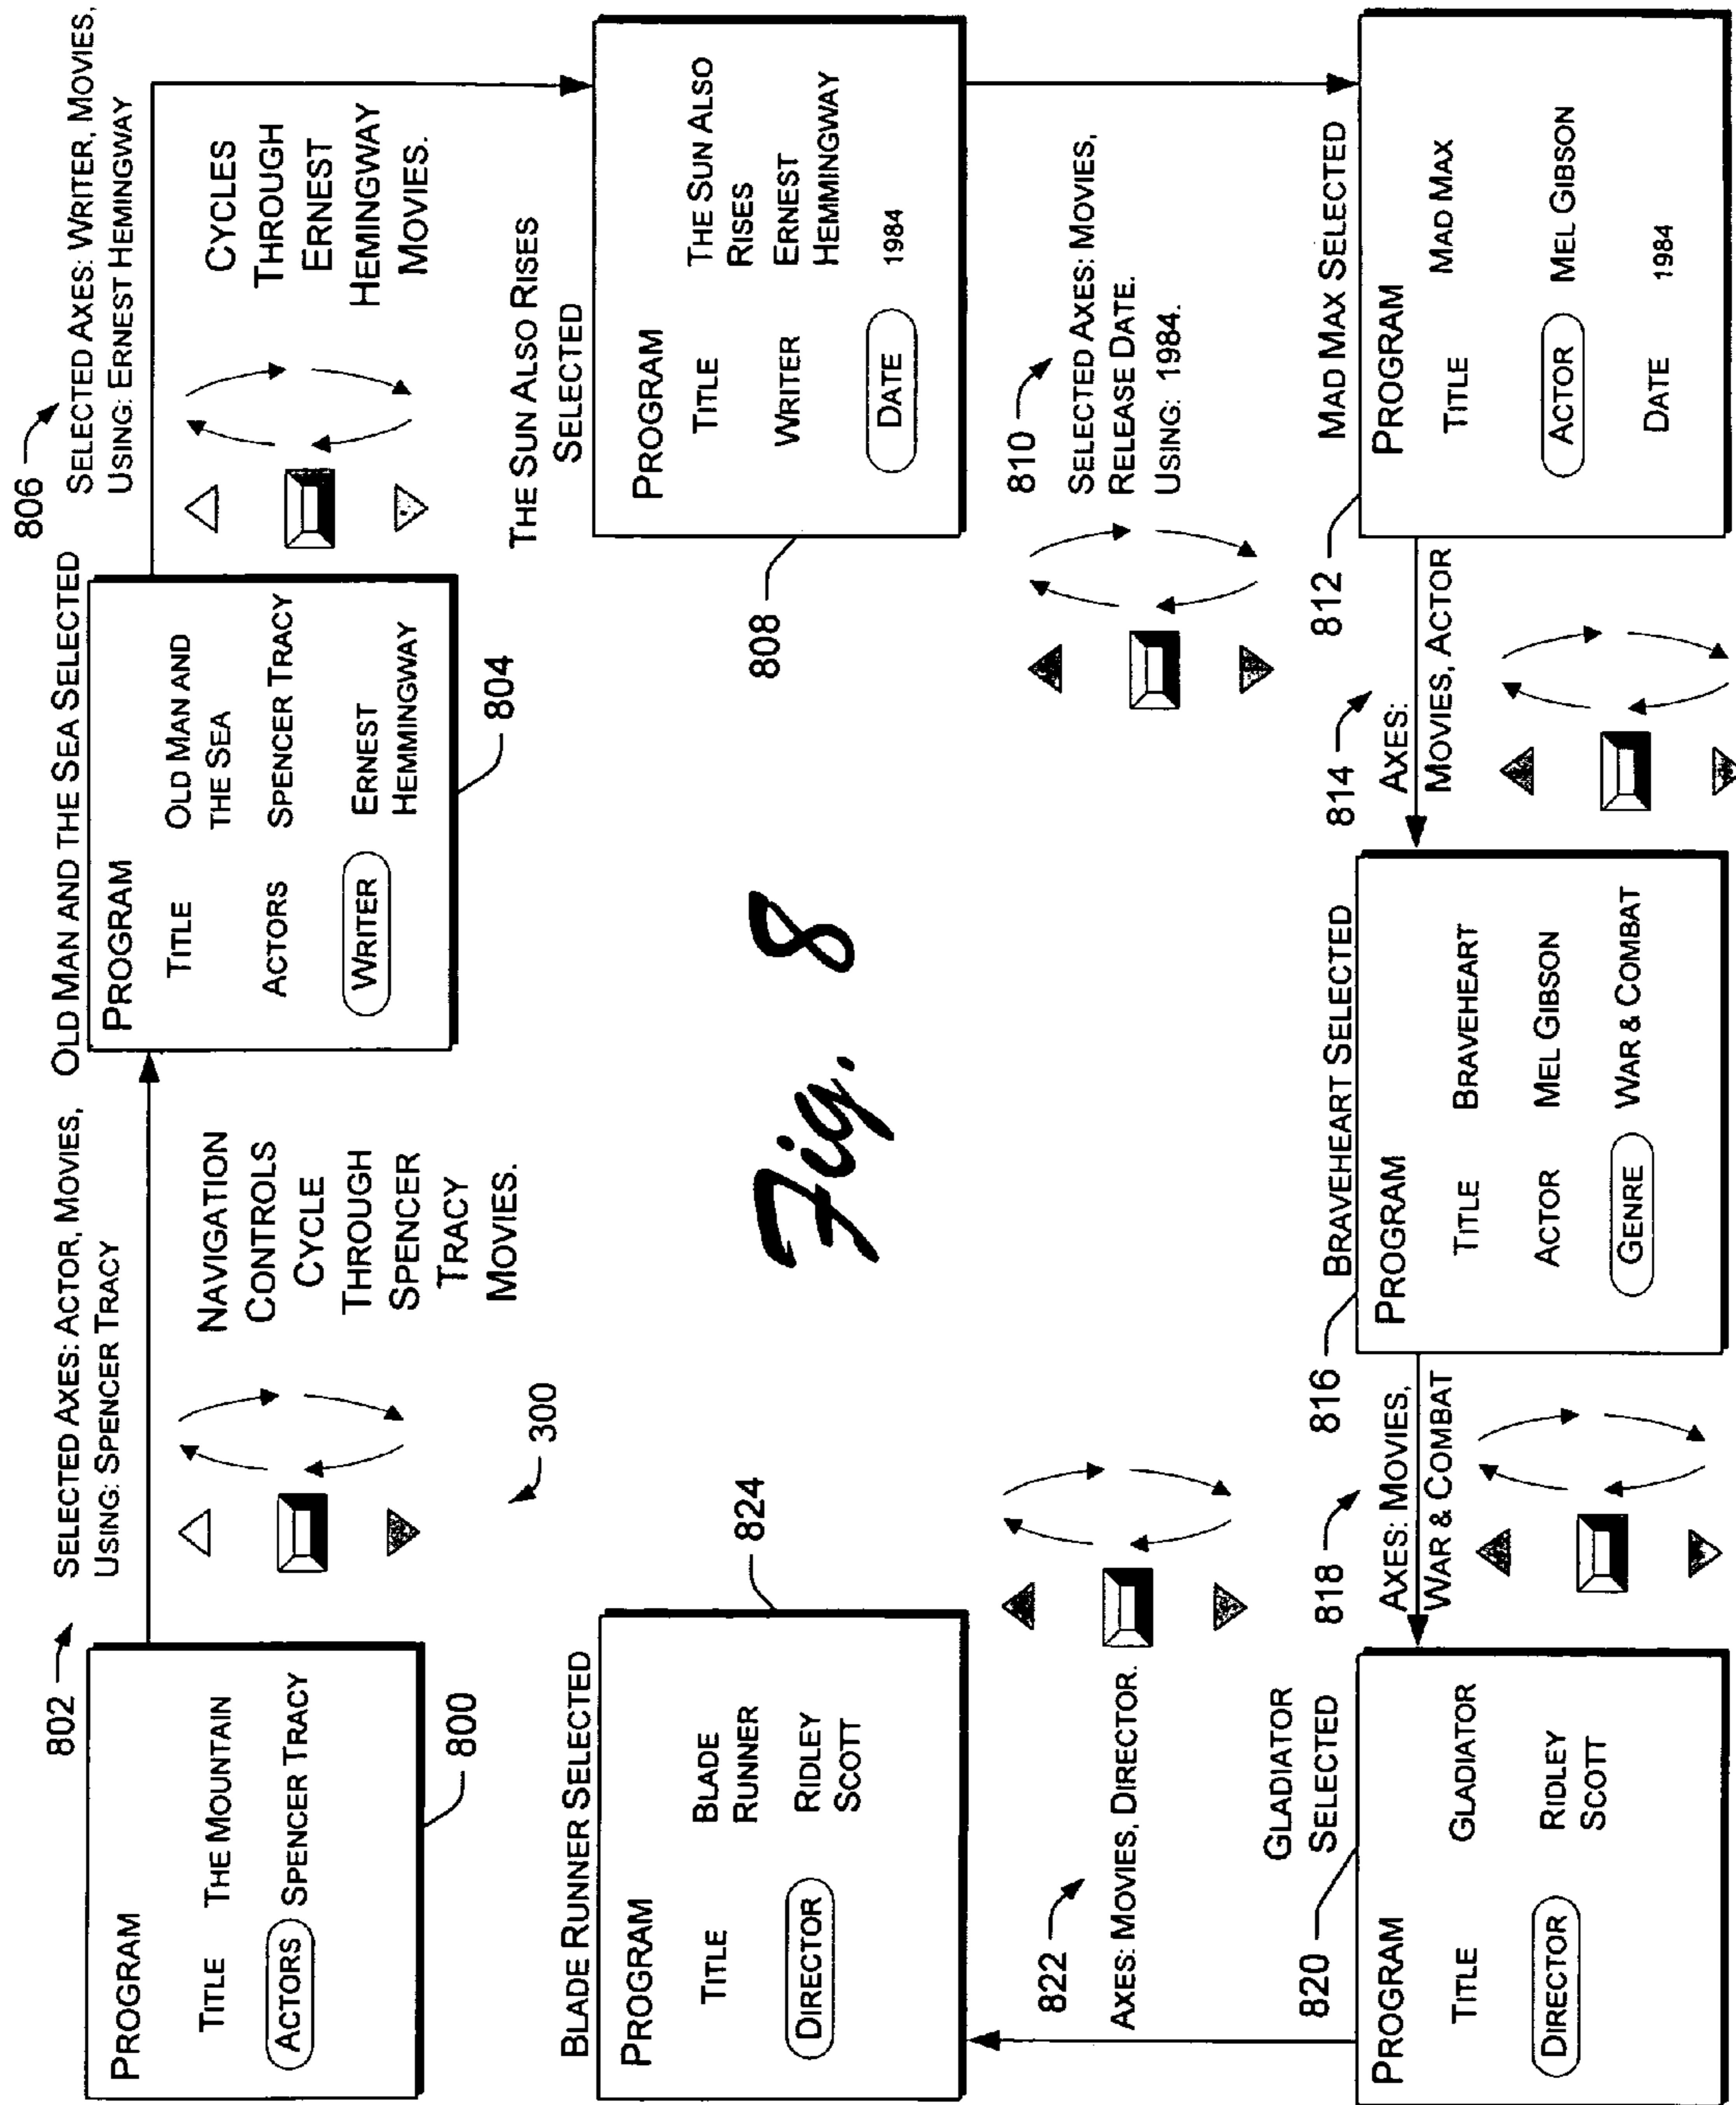 802
SELECTED AXES: ACTOR, MOVIES,
USING: SPENCER TRACY
PROGRAM
TITLE THE MOUNTAIN
ACTORS SPENCER TRACY
800
NAVIGATION
CONTROLS
CYCLE
THROUGH
SPENCER
TRACY
MOVIES.
300
OLD MAN AND THE SEA SELECTED
PROGRAM
TITLE OLD MAN AND
THE SEA
ACTORS SPENCER TRACY
WRITER ERNEST
HEMMINGWAY
804
806
SELECTED AXES: WRITER, MOVIES,
USING: ERNEST HEMINGWAY
CYCLES
THROUGH
ERNEST
HEMINGWAY
MOVIES.
THE SUN ALSO RISES
SELECTED
PROGRAM
TITLE THE SUN ALSO
RISES
WRITER ERNEST
HEMMINGWAY
DATE 1984
808
810
SELECTED AXES: MOVIES,
RELEASE DATE.
USING: 1984.
MAD MAX SELECTED
812
PROGRAM
TITLE MAD MAX
ACTOR MEL GIBSON
DATE 1984
814
AXES:
MOVIES, ACTOR
816
BRAVEHEART SELECTED
PROGRAM
TITLE BRAVEHEART
ACTOR MEL GIBSON
GENRE WAR & COMBAT
818
AXES: MOVIES,
WAR & COMBAT
GLADIATOR
SELECTED
820
PROGRAM
TITLE GLADIATOR
DIRECTOR RIDLEY
SCOTT
822
AXES: MOVIES, DIRECTOR.
BLADE RUNNER SELECTED
PROGRAM
TITLE BLADE
RUNNER
DIRECTOR RIDLEY
SCOTT
824
Fig. 8